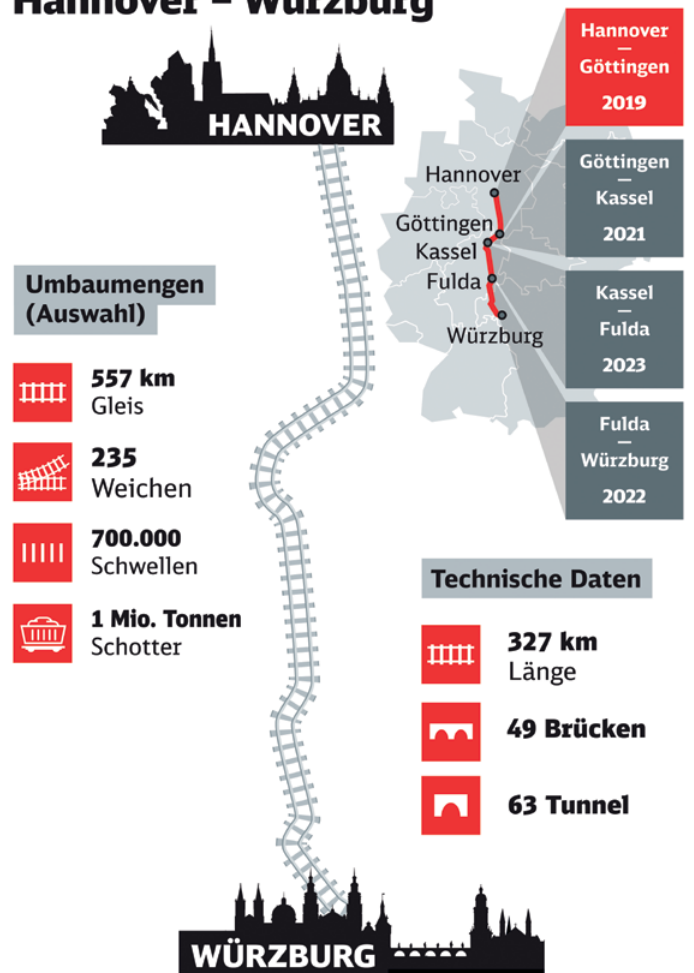 Hannover – Würzburg
HANNOVER
Hannover
–
Göttingen
2019
Göttingen
–
Kassel
2021
Kassel
–
Fulda
2023
Fulda
–
Würzburg
2022
Hannover
Göttingen
Kassel
Fulda
Würzburg
Umbaumengen
(Auswahl)
557 km
Gleis
235
Weichen
700.000
Schwellen
1 Mio. Tonnen
Schotter
Technische Daten
327 km
Länge
49 Brücken
63 Tunnel
WÜRZBURG